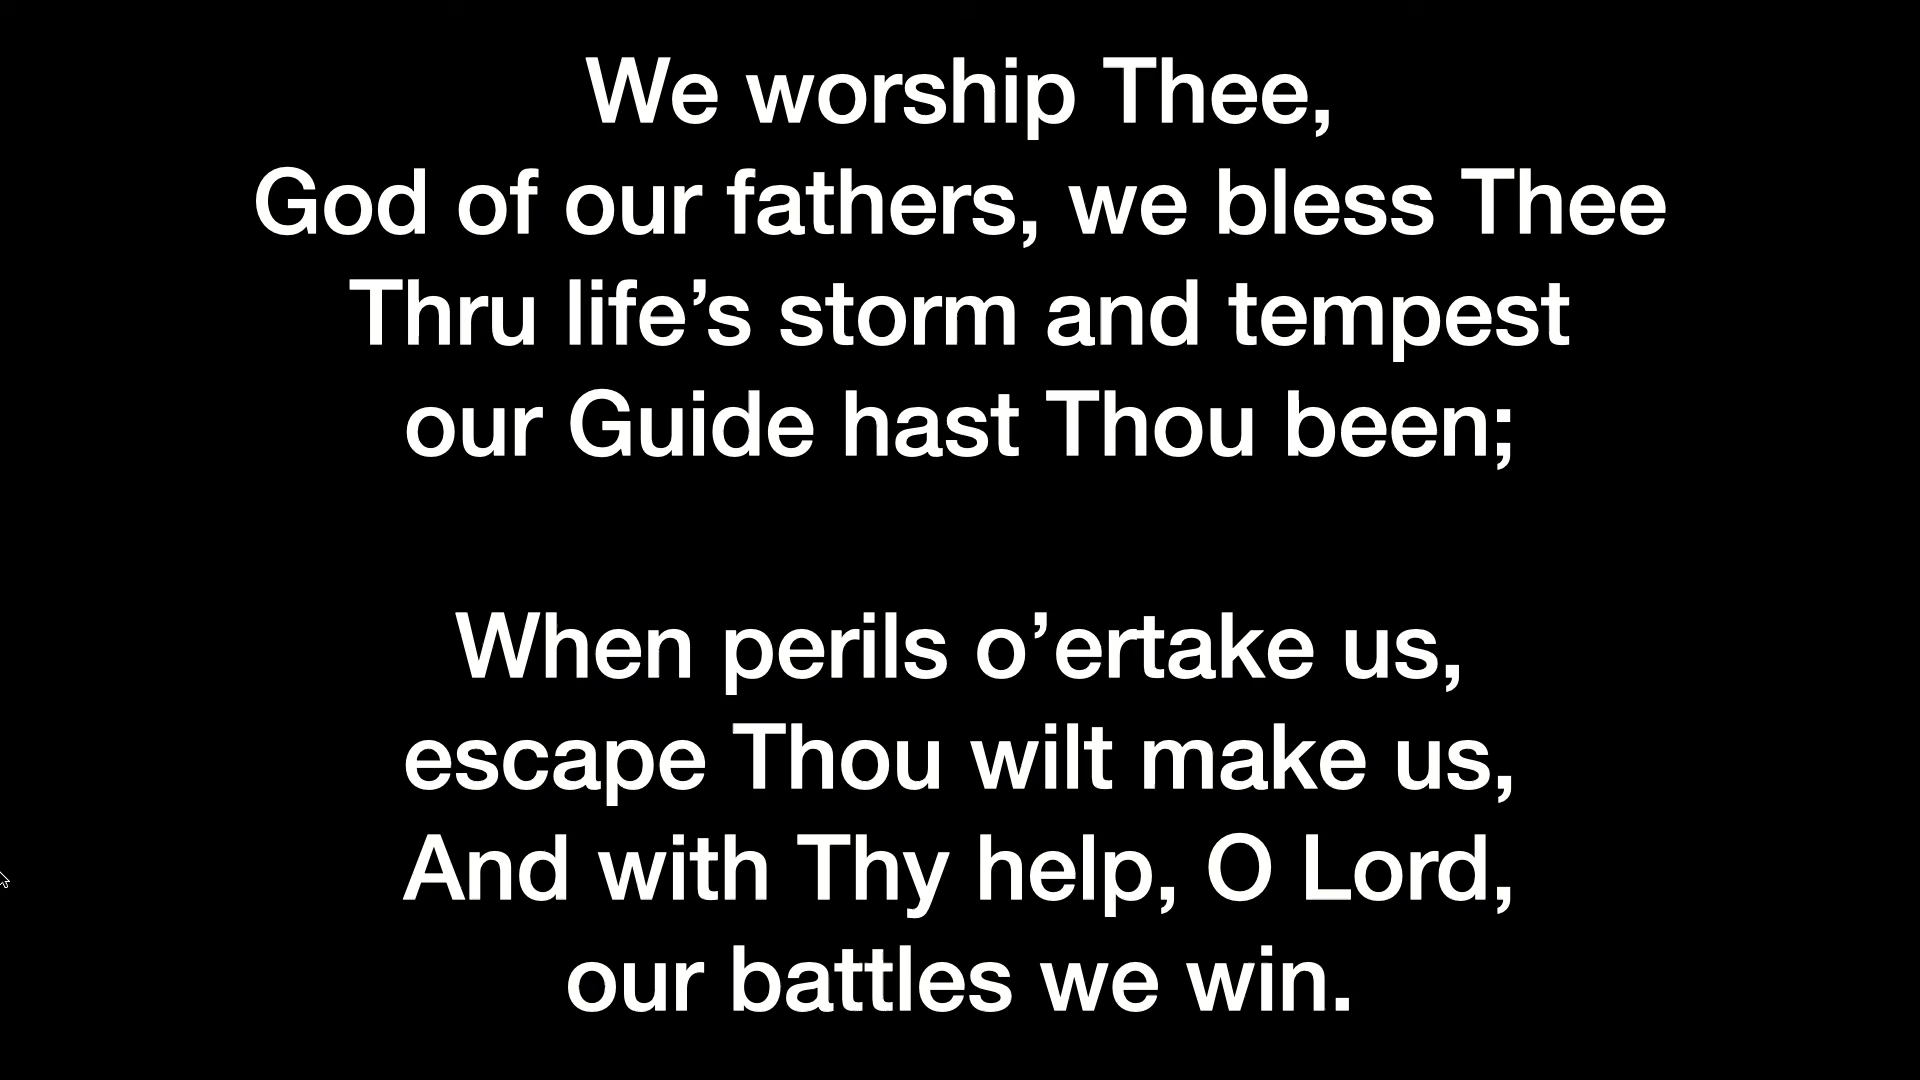 We worship Thee,
God of our fathers, we bless Thee
Thru life’s storm and tempest
our Guide hast Thou been;
When perils o’ertake us,
escape Thou wilt make us,
And with Thy help, O Lord,
our battles we win.